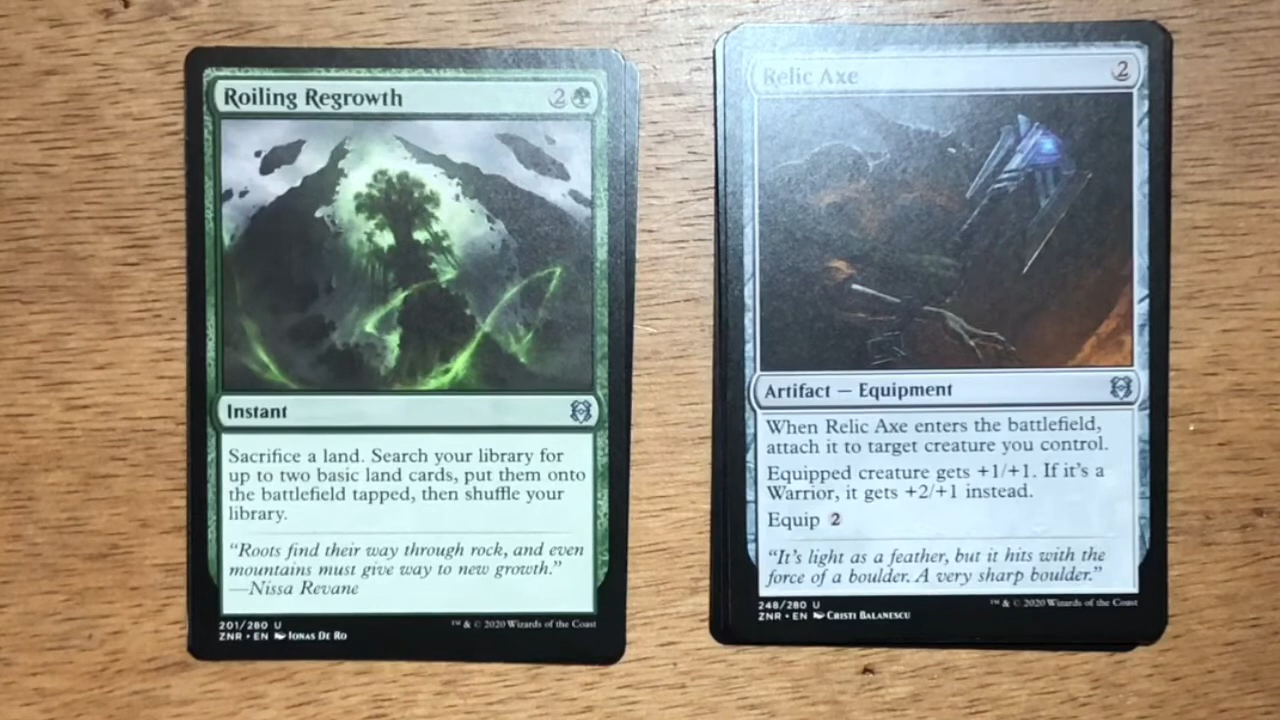 Roiling Regrowth 2
Instant
Sacrifice a land. Search your library for
up to two basic land cards, put them onto
the battlefield tapped, then shuffle your
library.
"Roots find their way through rock, and even
mountains must give way to new growth."
—Nissa Revane
201/280 U
ZNR • EN Jonas De Ro
™ & © 2020 Wizards of the Coast
Relic Axe 2
Artifact — Equipment
When Relic Axe enters the battlefield,
attach it to target creature you control.
Equipped creature gets +1/+1. If it's a
Warrior, it gets +2/+1 instead.
Equip 2
"It's light as a feather, but it hits with the
force of a boulder. A very sharp boulder."
248/280 U
ZNR • EN Cristi Balanescu
™ & © 2020 Wizards of the Coast